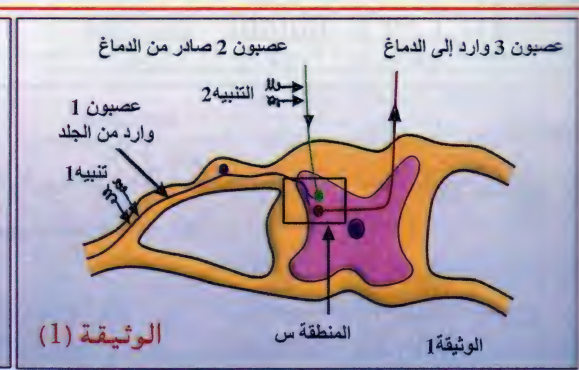 عصبون 3 وارد إلى الدماغ
عصبون 2 صادر من الدماغ
التنبيه2
عصبون 1
وارد من الجلد
تنبيه1
المنطقة س
الوثيقة1
الوثيقة (1)